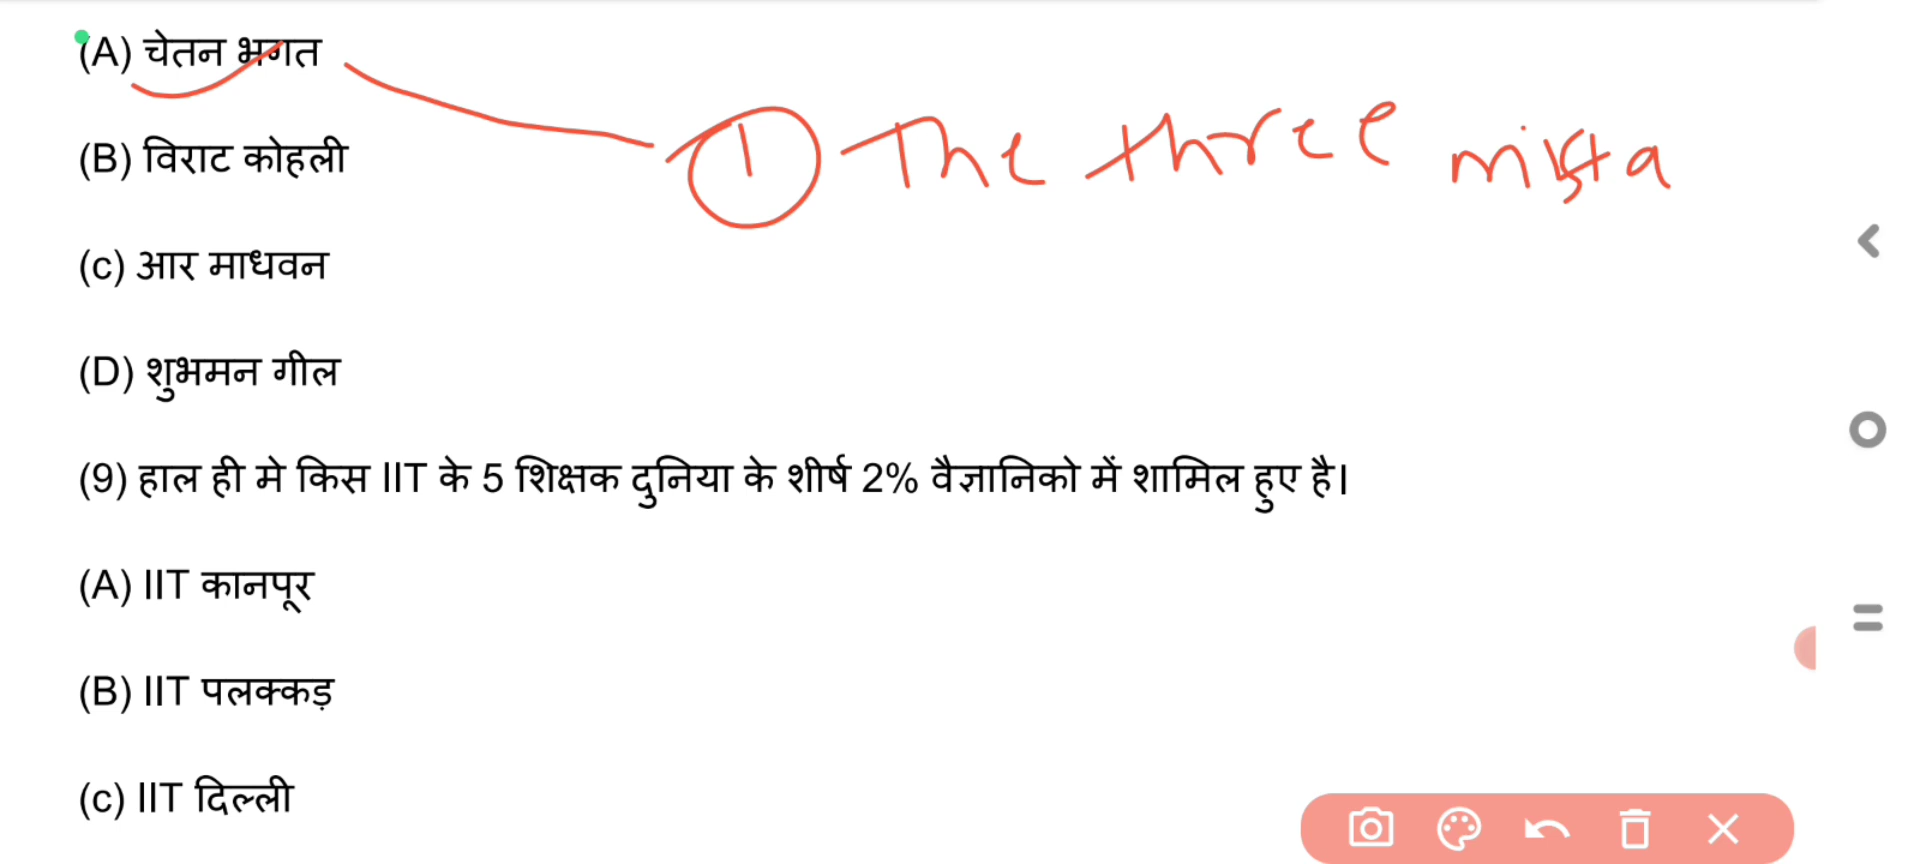 (A) चेतन भगत
① The three mista
(B) विराट कोहली
(c) आर माधवन
(D) शुभमन गील
(9) हाल ही मे किस IIT के 5 शिक्षक दुनिया के शीर्ष 2% वैज्ञानिको में शामिल हुए है।
(A) IIT कानपूर
(B) IIT पलक्कड़
(c) IIT दिल्ली